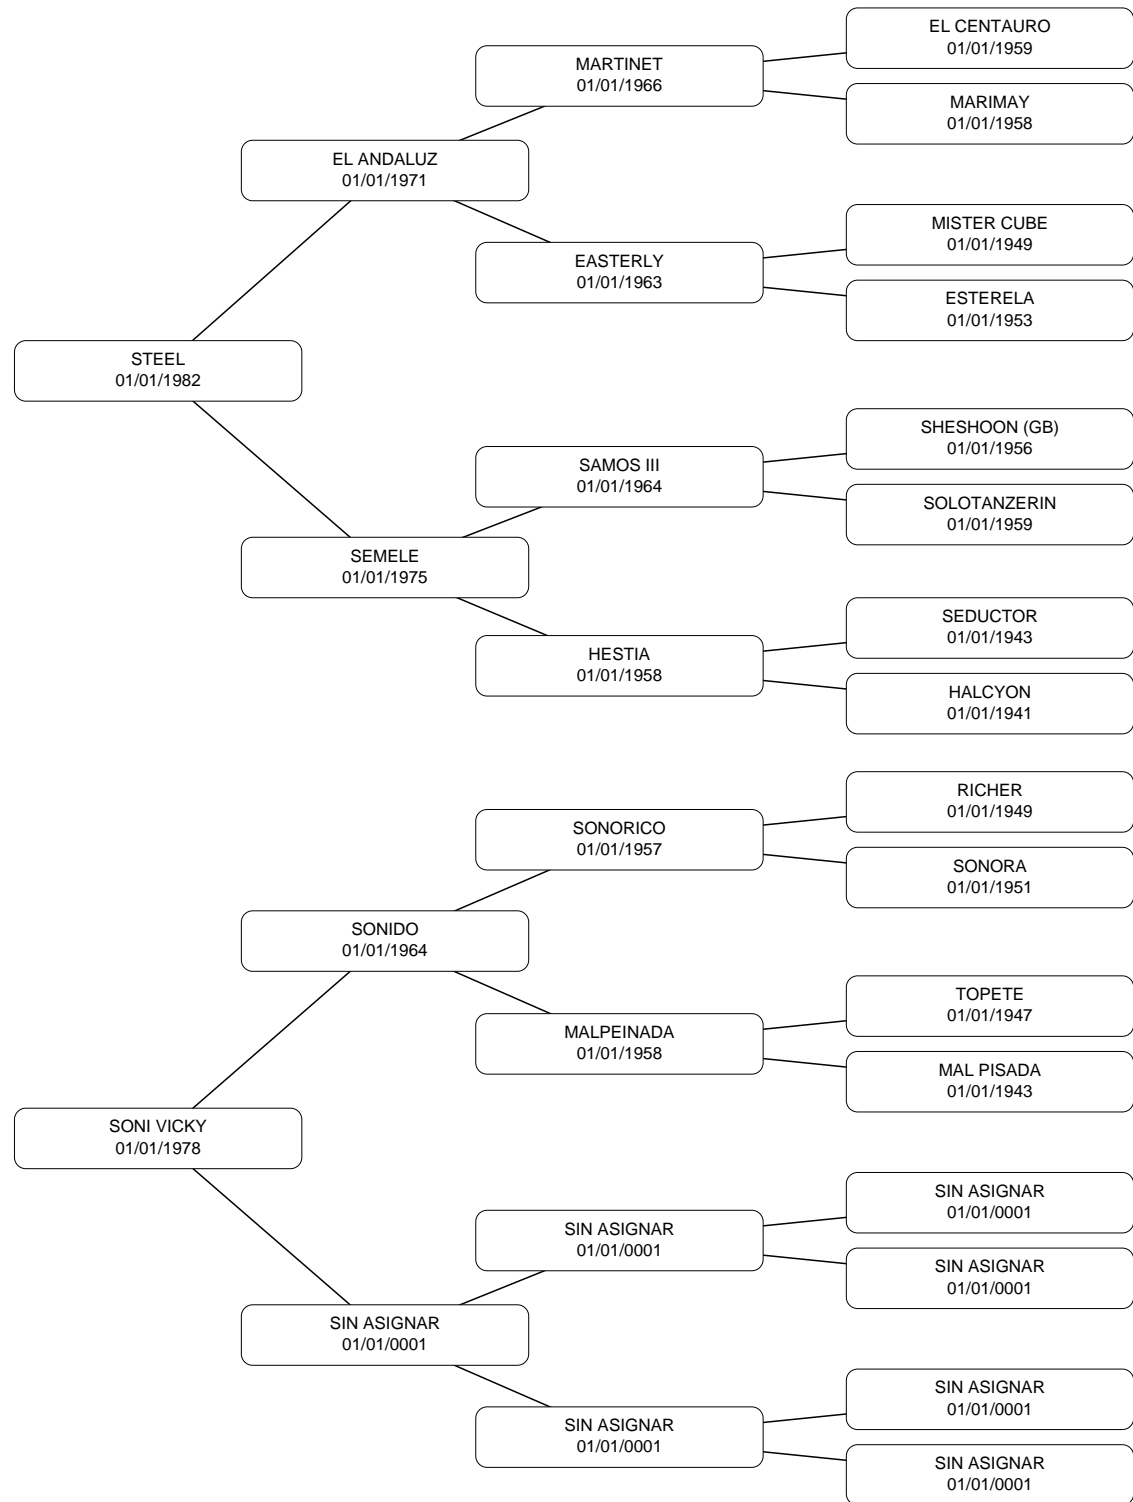 EL CENTAURO
01/01/1959
MARTINET
01/01/1966
MARIMAY
01/01/1958
EL ANDALUZ
01/01/1971
MISTER CUBE
01/01/1949
EASTERLY
01/01/1963
ESTERELA
01/01/1953
STEEL
01/01/1982
SHESHOON (GB)
01/01/1956
SAMOS III
01/01/1964
SOLOTANZERIN
01/01/1959
SEMELE
01/01/1975
SEDUCTOR
01/01/1943
HESTIA
01/01/1958
HALCYON
01/01/1941
RICHER
01/01/1949
SONORICO
01/01/1957
SONORA
01/01/1951
SONIDO
01/01/1964
TOPETE
01/01/1947
MALPEINADA
01/01/1958
MAL PISADA
01/01/1943
SONI VICKY
01/01/1978
SIN ASIGNAR
01/01/0001
SIN ASIGNAR
01/01/0001
SIN ASIGNAR
01/01/0001
SIN ASIGNAR
01/01/0001
SIN ASIGNAR
01/01/0001
SIN ASIGNAR
01/01/0001
SIN ASIGNAR
01/01/0001